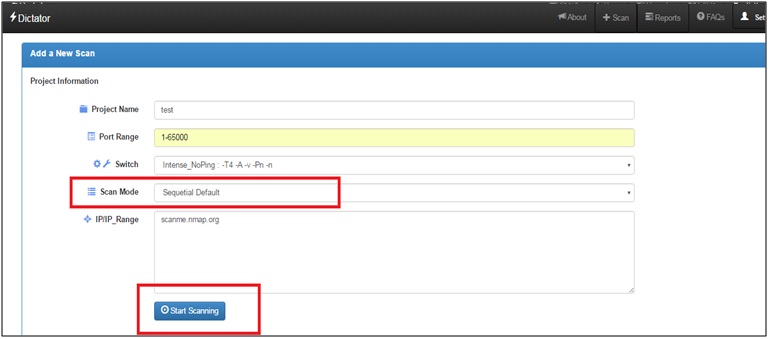 Dictator
About
Scan
Reports
FAQs
Set
Add a New Scan
Project Information
Project Name
test
Port Range
1-65000
Switch
Intense_NoPing : -T4 -A -v -Pn -n
Scan Mode
Sequetial Default
IP/IP_Range
scanme.nmap.org
Start Scanning